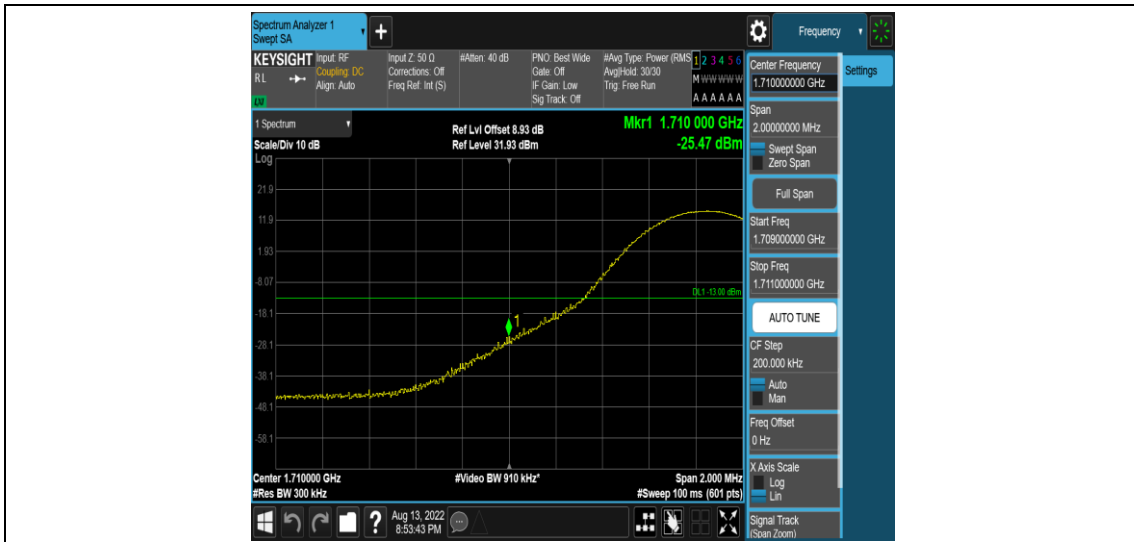 Spectrum Analyzer 1
Swept SA
Frequency
KEYSIGHT
RL
LXI
Input: RF
Coupling: DC
Align: Auto
Input Z: 50 Ω
Corrections: Off
Freq Ref: Int (S)
#Atten: 40 dB
PNO: Best Wide
Gate: Off
IF Gain: Low
Sig Track: Off
#Avg Type: Power (RMS
Avg|Hold: 30/30
Trig: Free Run
1 2 3 4 5 6
M W W W W W
A A A A A A
1 Spectrum
Scale/Div 10 dB
Log
Ref Lvl Offset 8.93 dB
Ref Level 31.93 dBm
Mkr1 1.710 000 GHz
-25.47 dBm
21.9
11.9
1.93
-8.07
-18.1
-28.1
-38.1
-48.1
-58.1
DL1 -13.00 dBm
1
Center 1.710000 GHz
#Res BW 300 kHz
#Video BW 910 kHz*
Span 2.000 MHz
#Sweep 100 ms (601 pts)
Aug 13, 2022
8:53:43 PM
Center Frequency
1.710000000 GHz
Settings
Span
2.00000000 MHz
Swept Span
Zero Span
Full Span
Start Freq
1.709000000 GHz
Stop Freq
1.711000000 GHz
AUTO TUNE
CF Step
200.000 kHz
Auto
Man
Freq Offset
0 Hz
X Axis Scale
Log
Lin
Signal Track
(Span Zoom)